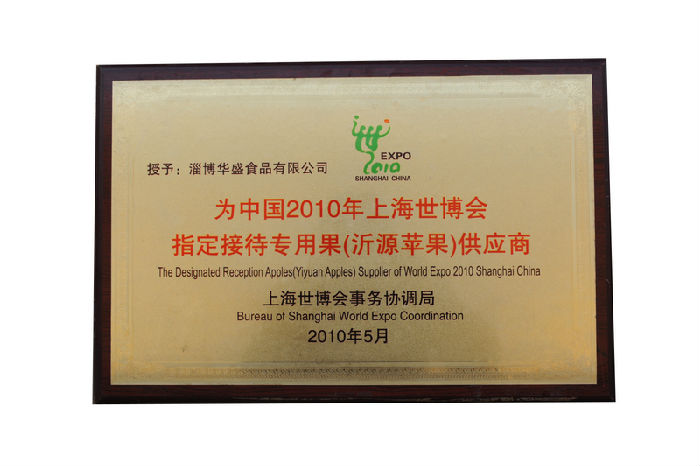 EXPO
2010
SHANGHAI CHINA
授予：淄博华盛食品有限公司
为中国2010年上海世博会
指定接待专用果(沂源苹果)供应商
The Designated Reception Apples(Yiyuan Apples) Supplier of World Expo 2010 Shanghai China
上海世博会事务协调局
Bureau of Shanghai World Expo Coordination
2010年5月